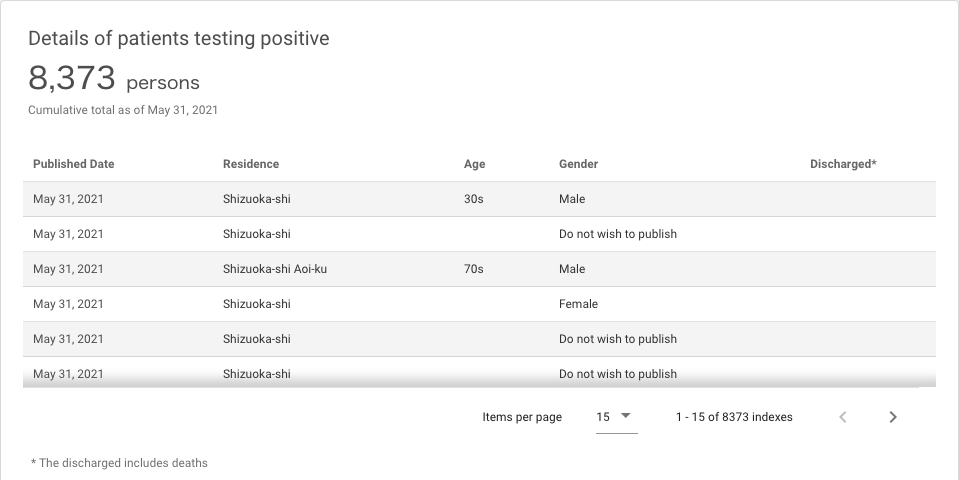 Details of patients testing positive
8,373 persons
Cumulative total as of May 31, 2021
Published Date Residence Age Gender Discharged*
May 31, 2021 Shizuoka-shi 30s Male
May 31, 2021 Shizuoka-shi Do not wish to publish
May 31, 2021 Shizuoka-shi Aoi-ku 70s Male
May 31, 2021 Shizuoka-shi Female
May 31, 2021 Shizuoka-shi Do not wish to publish
May 31, 2021 Shizuoka-shi Do not wish to publish
Items per page 15 1 - 15 of 8373 indexes
* The discharged includes deaths